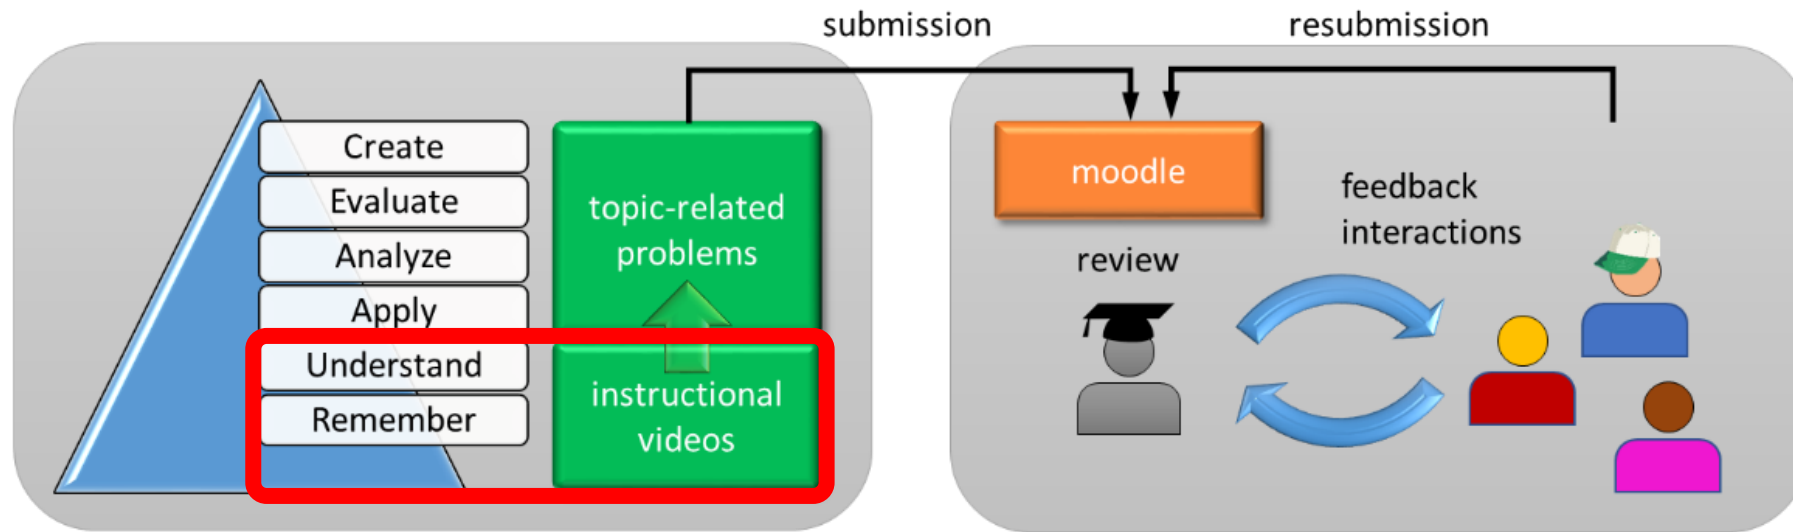 submission
resubmission
Create
Evaluate
Analyze
Apply
Understand
Remember
topic-related
problems
instructional
videos
moodle
feedback
interactions
review